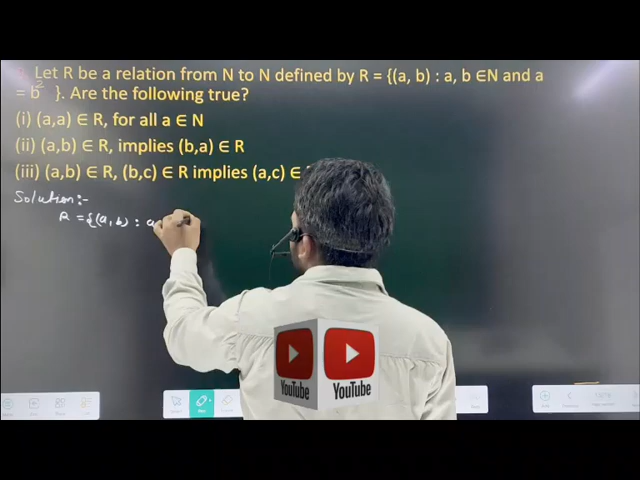 Let R be a relation from N to N defined by R = {(a, b) : a, b ∈N and a
= b² }. Are the following true?
(i) (a,a) ∈ R, for all a ∈ N
(ii) (a,b) ∈ R, implies (b,a) ∈ R
(iii) (a,b) ∈ R, (b,c) ∈ R implies (a,c) ∈
Solution:-
R = {(a, b) : a
YouTube YouTube